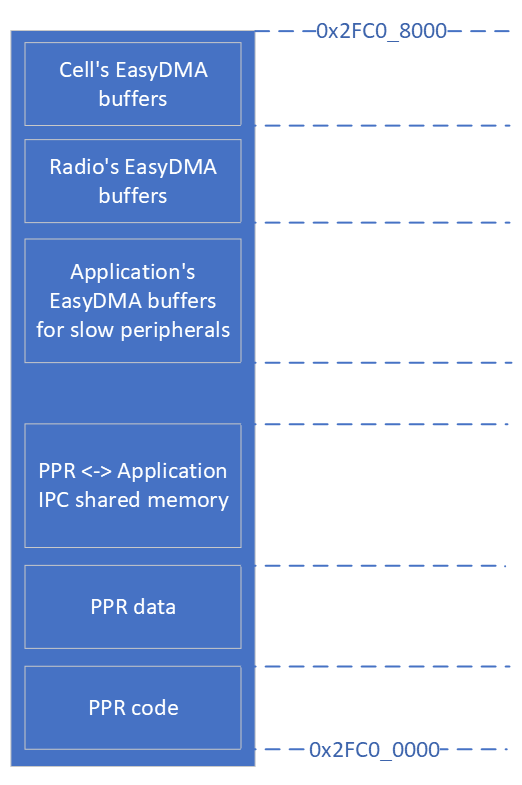 0x2FC0_8000
Cell's EasyDMA
buffers
Radio's EasyDMA
buffers
Application's
EasyDMA buffers
for slow peripherals
PPR <-> Application
IPC shared memory
PPR data
PPR code
0x2FC0_0000